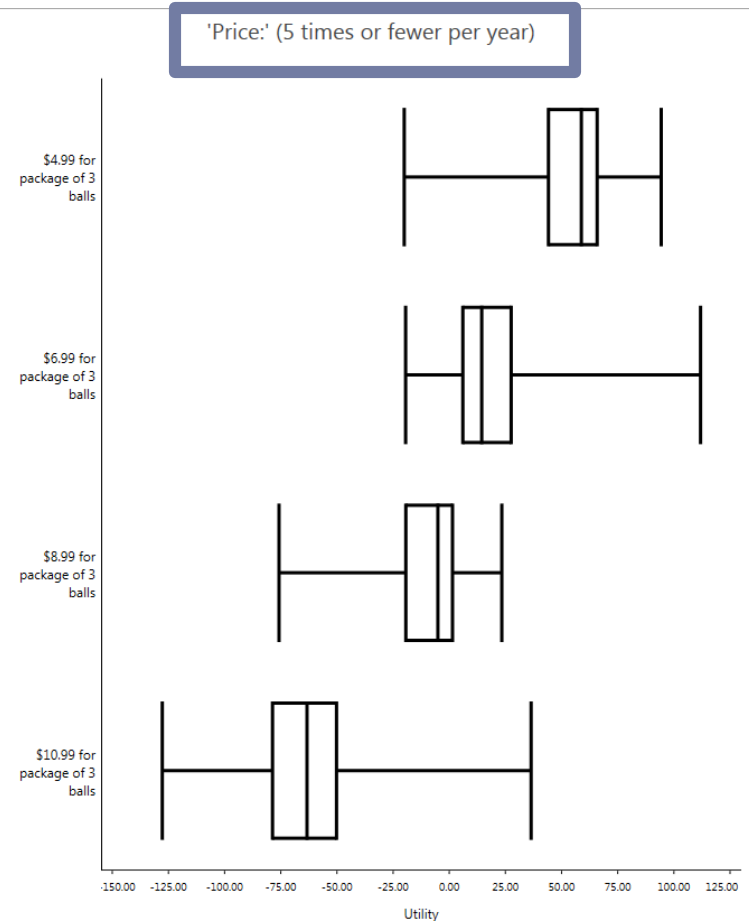 'Price:' (5 times or fewer per year)
$4.99 for
package of 3
balls
$6.99 for
package of 3
balls
$8.99 for
package of 3
balls
$10.99 for
package of 3
balls
-150.00 -125.00 -100.00 -75.00 -50.00 -25.00 0.00 25.00 50.00 75.00 100.00 125.00
Utility